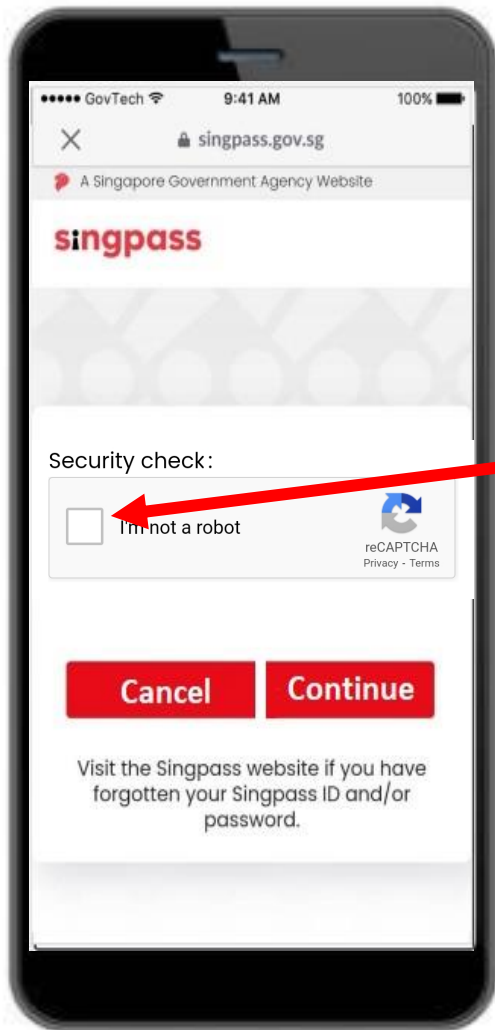 ●●●●● GovTech 9:41 AM 100%
singpass.gov.sg
A Singapore Government Agency Website
singpass
Security check:
I'm not a robot
reCAPTCHA
Privacy - Terms
Cancel Continue
Visit the Singpass website if you have
forgotten your Singpass ID and/or
password.